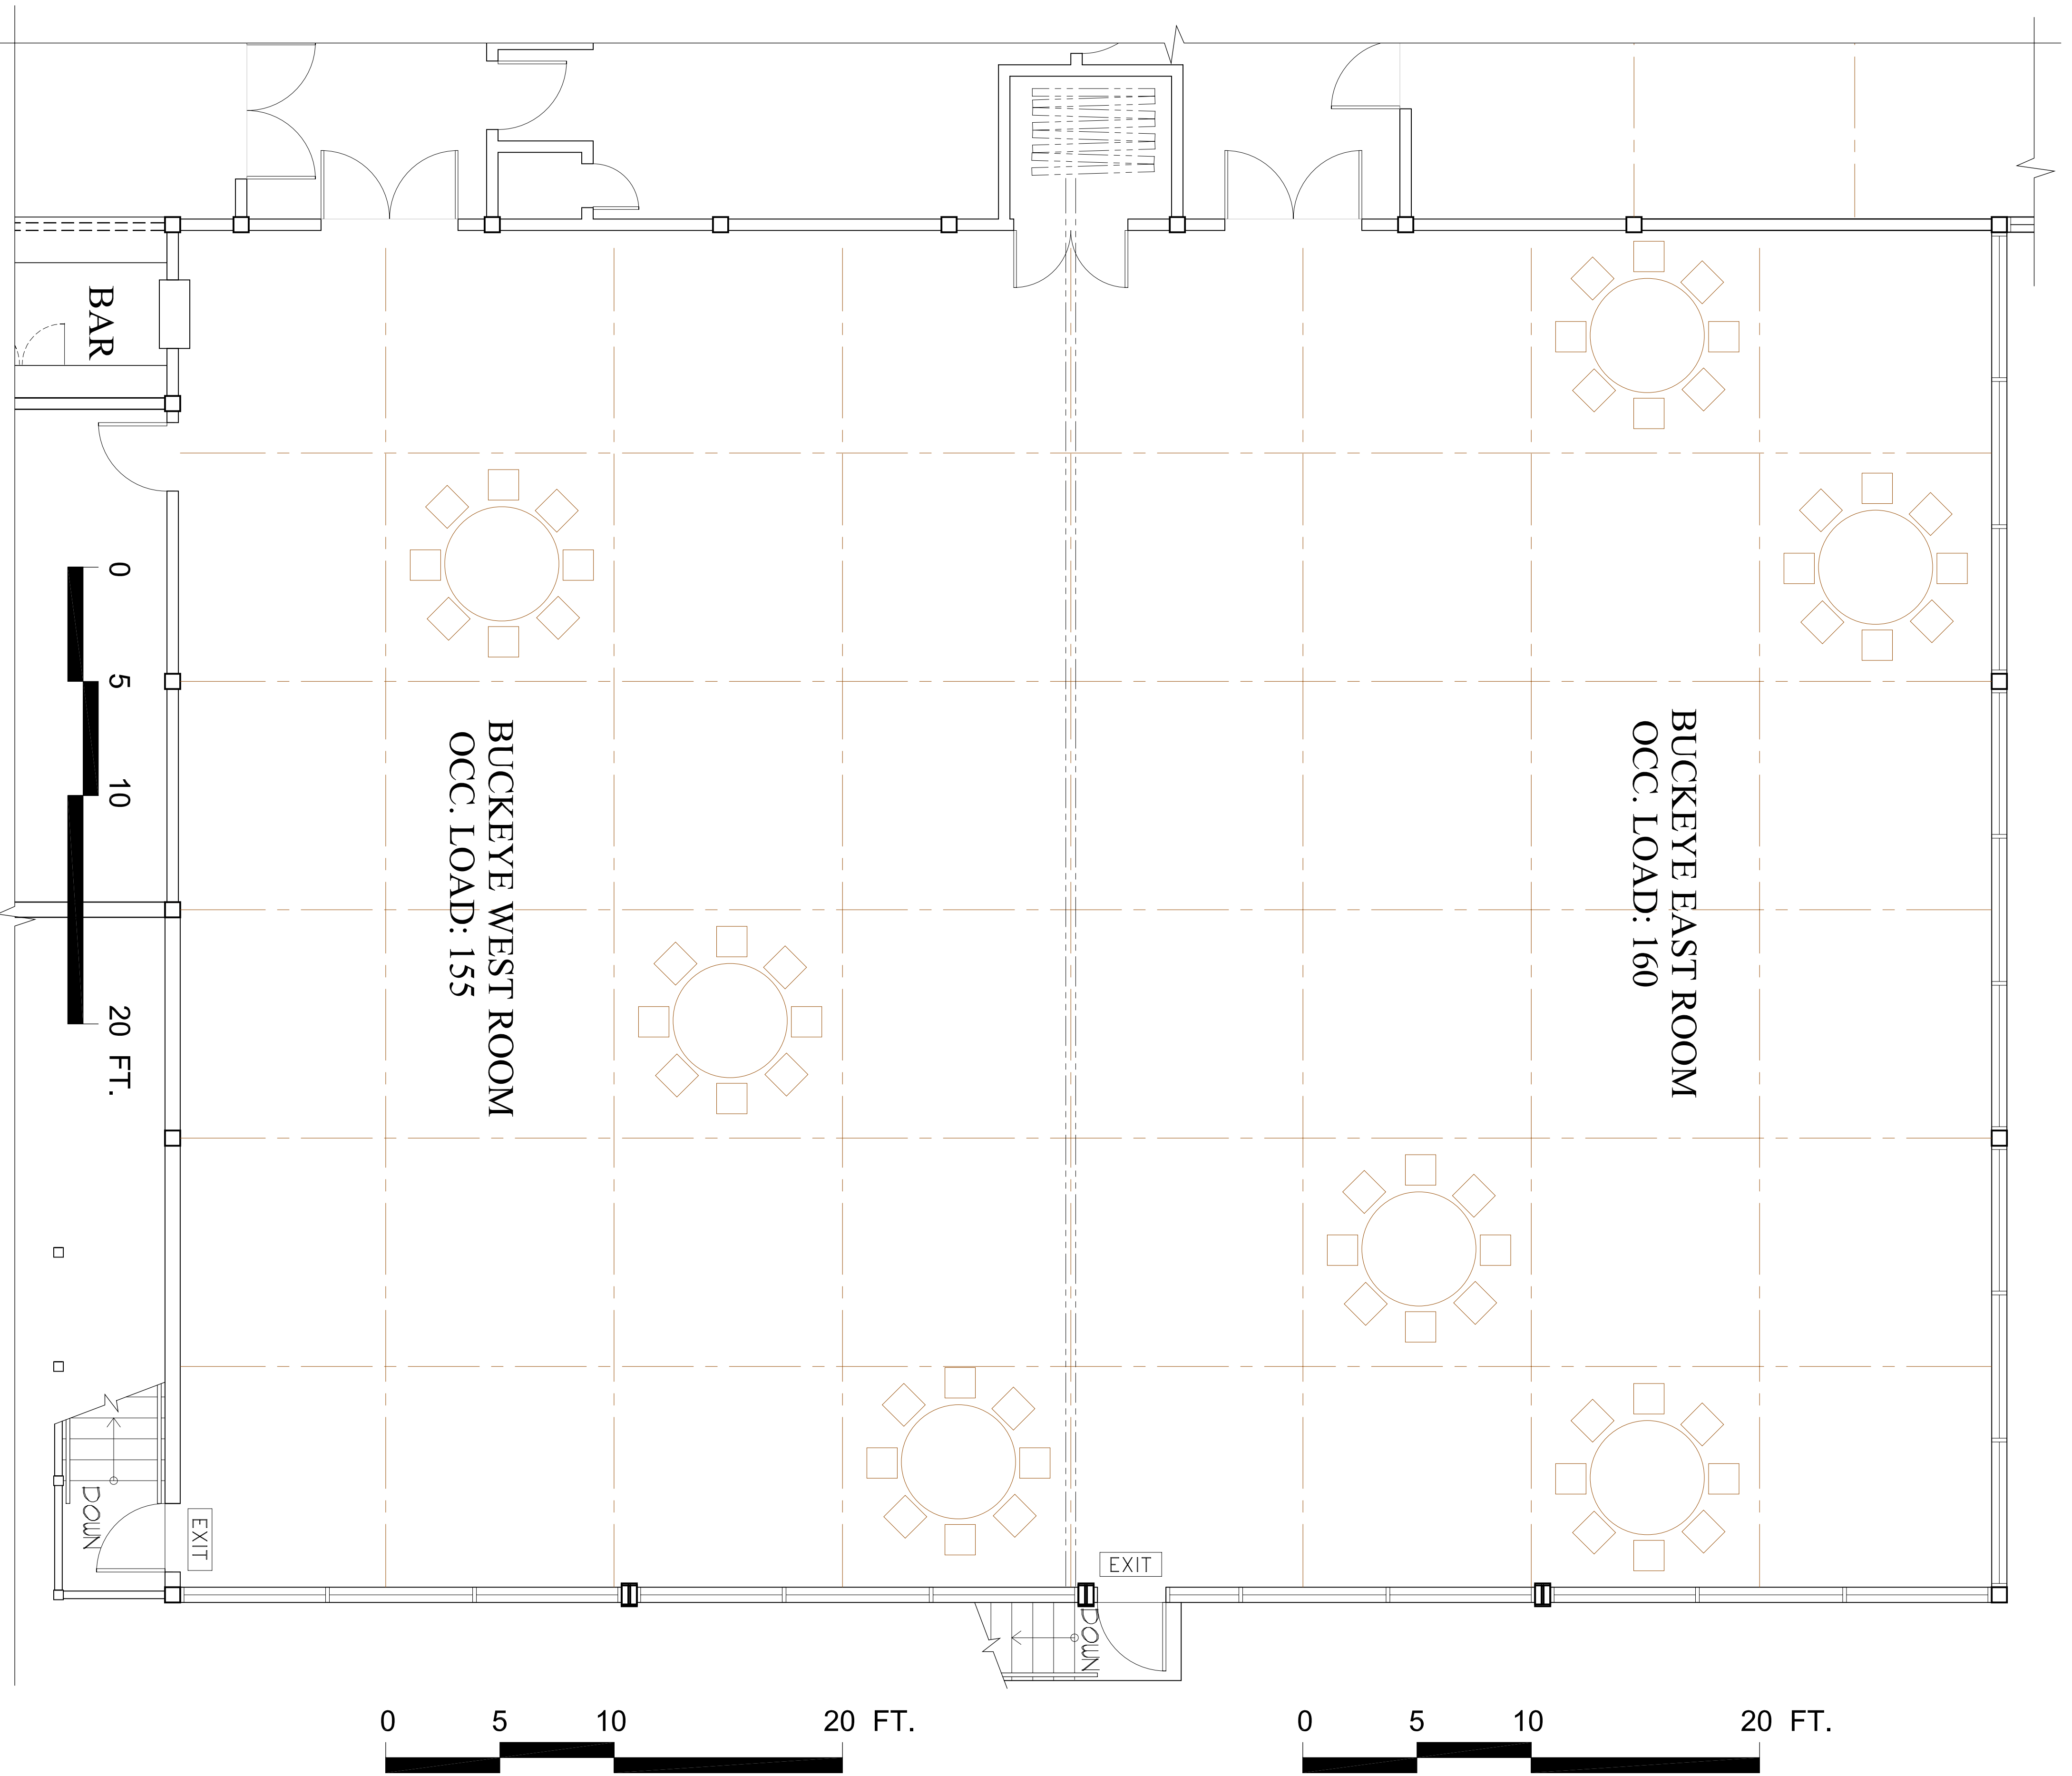 BAR
0
5
10
20 FT.
BUCKEYE WEST ROOM
OCC. LOAD: 155
BUCKEYE EAST ROOM
OCC. LOAD: 160
DOWN
EXIT
EXIT
DOWN
0 5 10 20 FT.
0 5 10 20 FT.